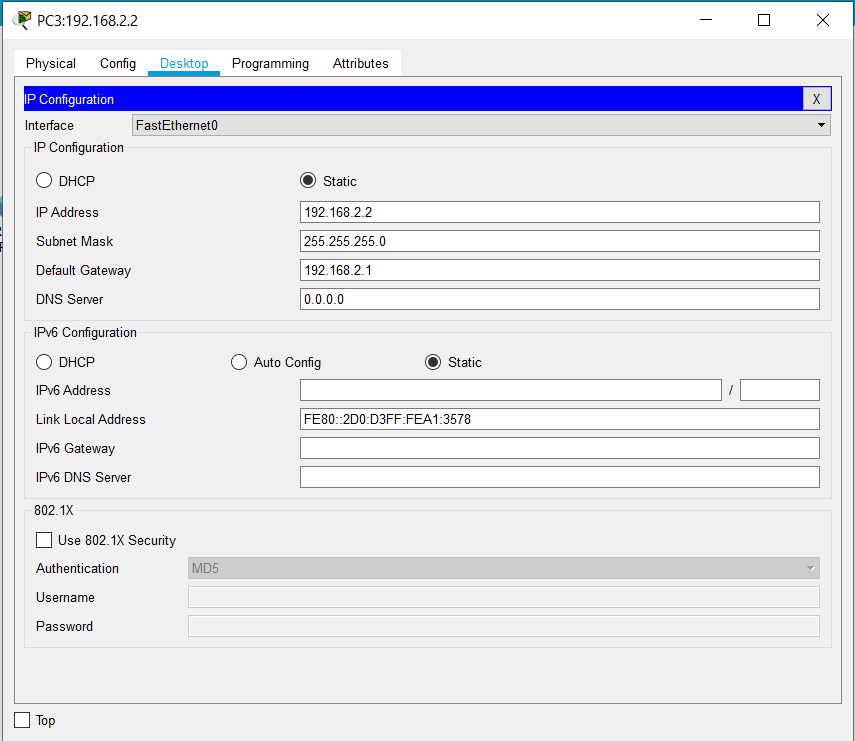 PC3:192.168.2.2
Physical Config Desktop Programming Attributes
IP Configuration X
Interface FastEthernet0
IP Configuration
DHCP Static
IP Address 192.168.2.2
Subnet Mask 255.255.255.0
Default Gateway 192.168.2.1
DNS Server 0.0.0.0
IPv6 Configuration
DHCP Auto Config Static
IPv6 Address /
Link Local Address FE80::2D0:D3FF:FEA1:3578
IPv6 Gateway
IPv6 DNS Server
802.1X
Use 802.1X Security
Authentication MD5
Username
Password
Top